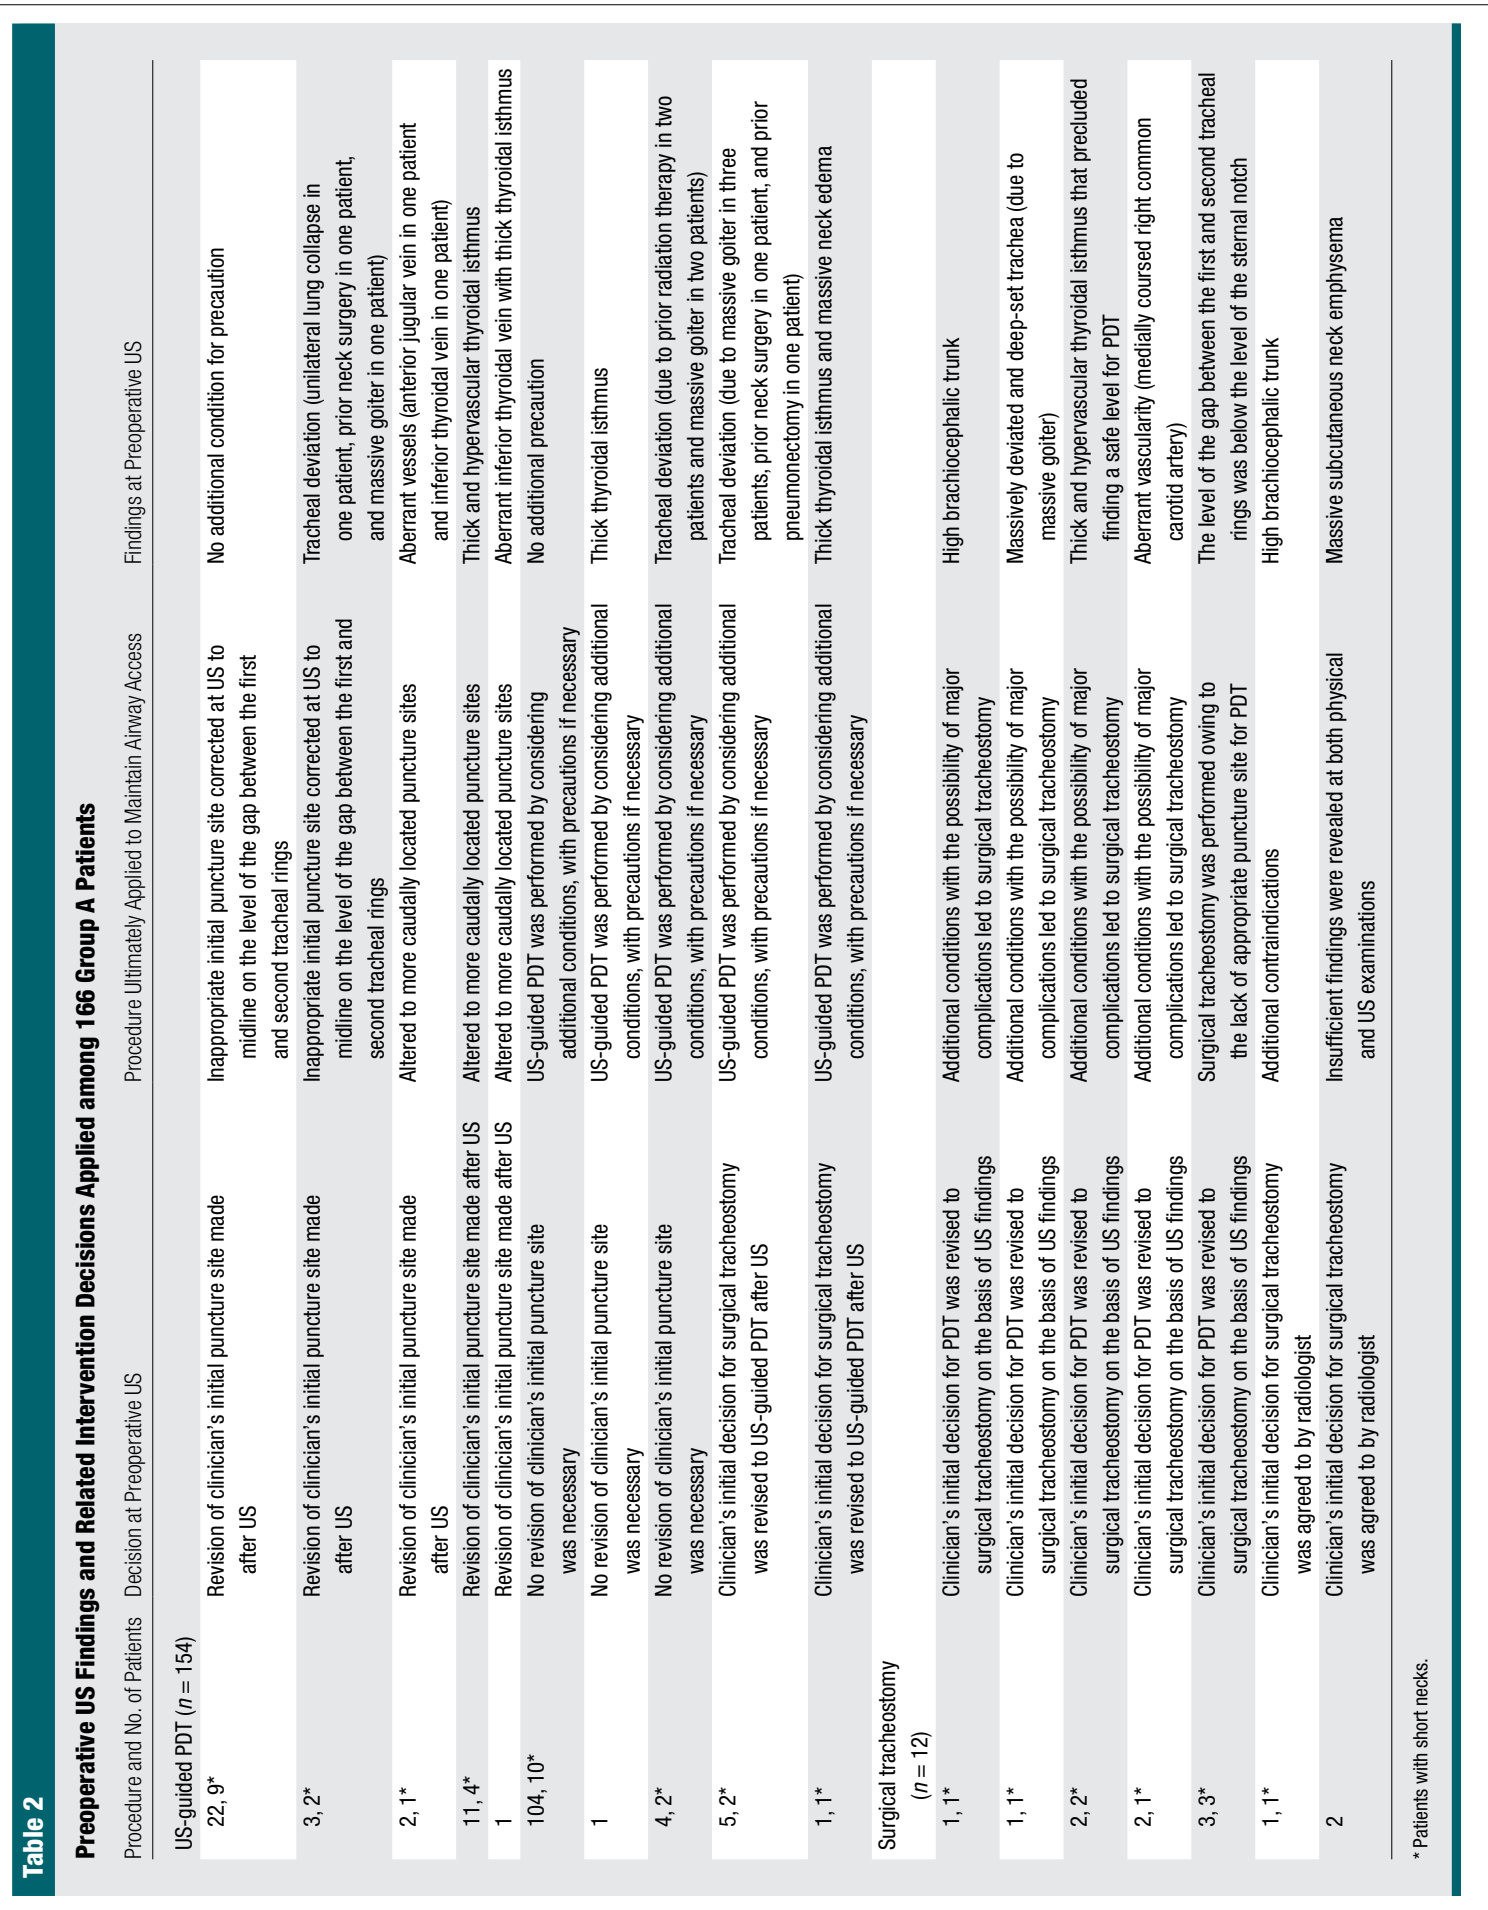 Table 2
Preoperative US Findings and Related Intervention Decisions Applied among 166 Group A Patients
Procedure and No. of Patients Decision at Preoperative US Procedure Ultimately Applied to Maintain Airway Access Findings at Preoperative US
US-guided PDT (n = 154)
22, 9* Revision of clinician's initial puncture site made Inappropriate initial puncture site corrected at US to No additional condition for precaution
after US midline on the level of the gap between the first
and second tracheal rings
3, 2* Revision of clinician's initial puncture site made Inappropriate initial puncture site corrected at US to Tracheal deviation (unilateral lung collapse in
after US midline on the level of the gap between the first and one patient, prior neck surgery in one patient,
second tracheal rings and massive goiter in one patient)
2, 1* Revision of clinician's initial puncture site made Altered to more caudally located puncture sites Aberrant vessels (anterior jugular vein in one patient
after US and inferior thyroidal vein in one patient)
11, 4* Revision of clinician's initial puncture site made after US Altered to more caudally located puncture sites Thick and hypervascular thyroidal isthmus
1 Revision of clinician's initial puncture site made after US Altered to more caudally located puncture sites Aberrant inferior thyroidal vein with thick thyroidal isthmus
104, 10* No revision of clinician's initial puncture site US-guided PDT was performed by considering No additional precaution
was necessary additional conditions, with precautions if necessary
1 No revision of clinician's initial puncture site US-guided PDT was performed by considering additional Thick thyroidal isthmus
was necessary conditions, with precautions if necessary
4, 2* No revision of clinician's initial puncture site US-guided PDT was performed by considering additional Tracheal deviation (due to prior radiation therapy in two
was necessary conditions, with precautions if necessary patients and massive goiter in two patients)
5, 2* Clinician's initial decision for surgical tracheostomy US-guided PDT was performed by considering additional Tracheal deviation (due to massive goiter in three
was revised to US-guided PDT after US conditions, with precautions if necessary patients, prior neck surgery in one patient, and prior
pneumonectomy in one patient)
1, 1* Clinician's initial decision for surgical tracheostomy US-guided PDT was performed by considering additional Thick thyroidal isthmus and massive neck edema
was revised to US-guided PDT after US conditions, with precautions if necessary
Surgical tracheostomy
(n = 12)
1, 1* Clinician's initial decision for PDT was revised to Additional conditions with the possibility of major High brachiocephalic trunk
surgical tracheostomy on the basis of US findings complications led to surgical tracheostomy
1, 1* Clinician's initial decision for PDT was revised to Additional conditions with the possibility of major Massively deviated and deep-set trachea (due to
surgical tracheostomy on the basis of US findings complications led to surgical tracheostomy massive goiter)
2, 2* Clinician's initial decision for PDT was revised to Additional conditions with the possibility of major Thick and hypervascular thyroidal isthmus that precluded
surgical tracheostomy on the basis of US findings complications led to surgical tracheostomy finding a safe level for PDT
2, 1* Clinician's initial decision for PDT was revised to Additional conditions with the possibility of major Aberrant vascularity (medially coursed right common
surgical tracheostomy on the basis of US findings complications led to surgical tracheostomy carotid artery)
3, 3* Clinician's initial decision for PDT was revised to Surgical tracheostomy was performed owing to The level of the gap between the first and second tracheal
surgical tracheostomy on the basis of US findings the lack of appropriate puncture site for PDT rings was below the level of the sternal notch
1, 1* Clinician's initial decision for surgical tracheostomy Additional contraindications High brachiocephalic trunk
was agreed to by radiologist
2 Clinician's initial decision for surgical tracheostomy Insufficient findings were revealed at both physical Massive subcutaneous neck emphysema
was agreed to by radiologist and US examinations
* Patients with short necks.